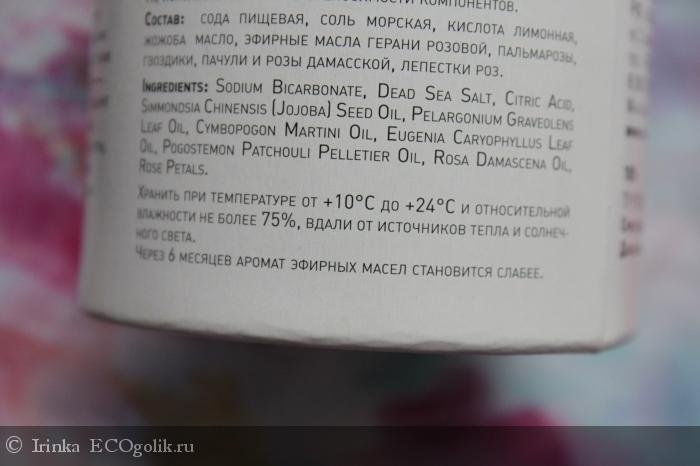 КОМПОНЕНТОВ.
Состав: сода пищевая, соль морская, кислота лимонная,
жожоба масло, эфирные масла герани розовой, пальмарозы,
гвоздики, пачули и розы дамасской, лепестки роз.
Ingredients: Sodium Bicarbonate, Dead Sea Salt, Citric Acid,
Simmondsia Chinensis (Jojoba) Seed Oil, Pelargonium Graveolens
Leaf Oil, Cymbopogon Martini Oil, Eugenia Caryophyllus Leaf
Oil, Pogostemon Patchouli Pelletier Oil, Rosa Damascena Oil,
Rose Petals.
Хранить при температуре от +10°С до +24°С и относительной
влажности не более 75%, вдали от источников тепла и солнеч-
ного света.
Через 6 месяцев аромат эфирных масел становится слабее.
© Irinka ECOgolik.ru